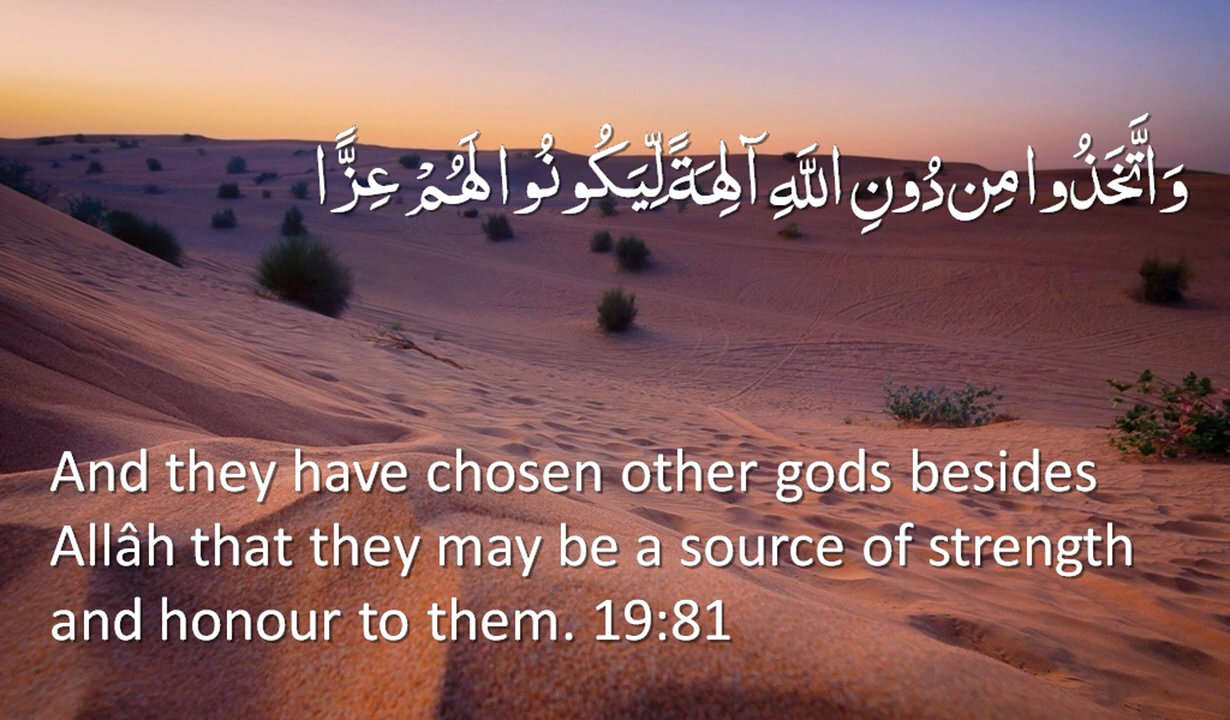 وَاتَّخَذُوا مِن دُونِ اللَّهِ آلِهَةً لِّيَكُونُوا لَهُمْ عِزًّا
And they have chosen other gods besides
Allâh that they may be a source of strength
and honour to them. 19:81